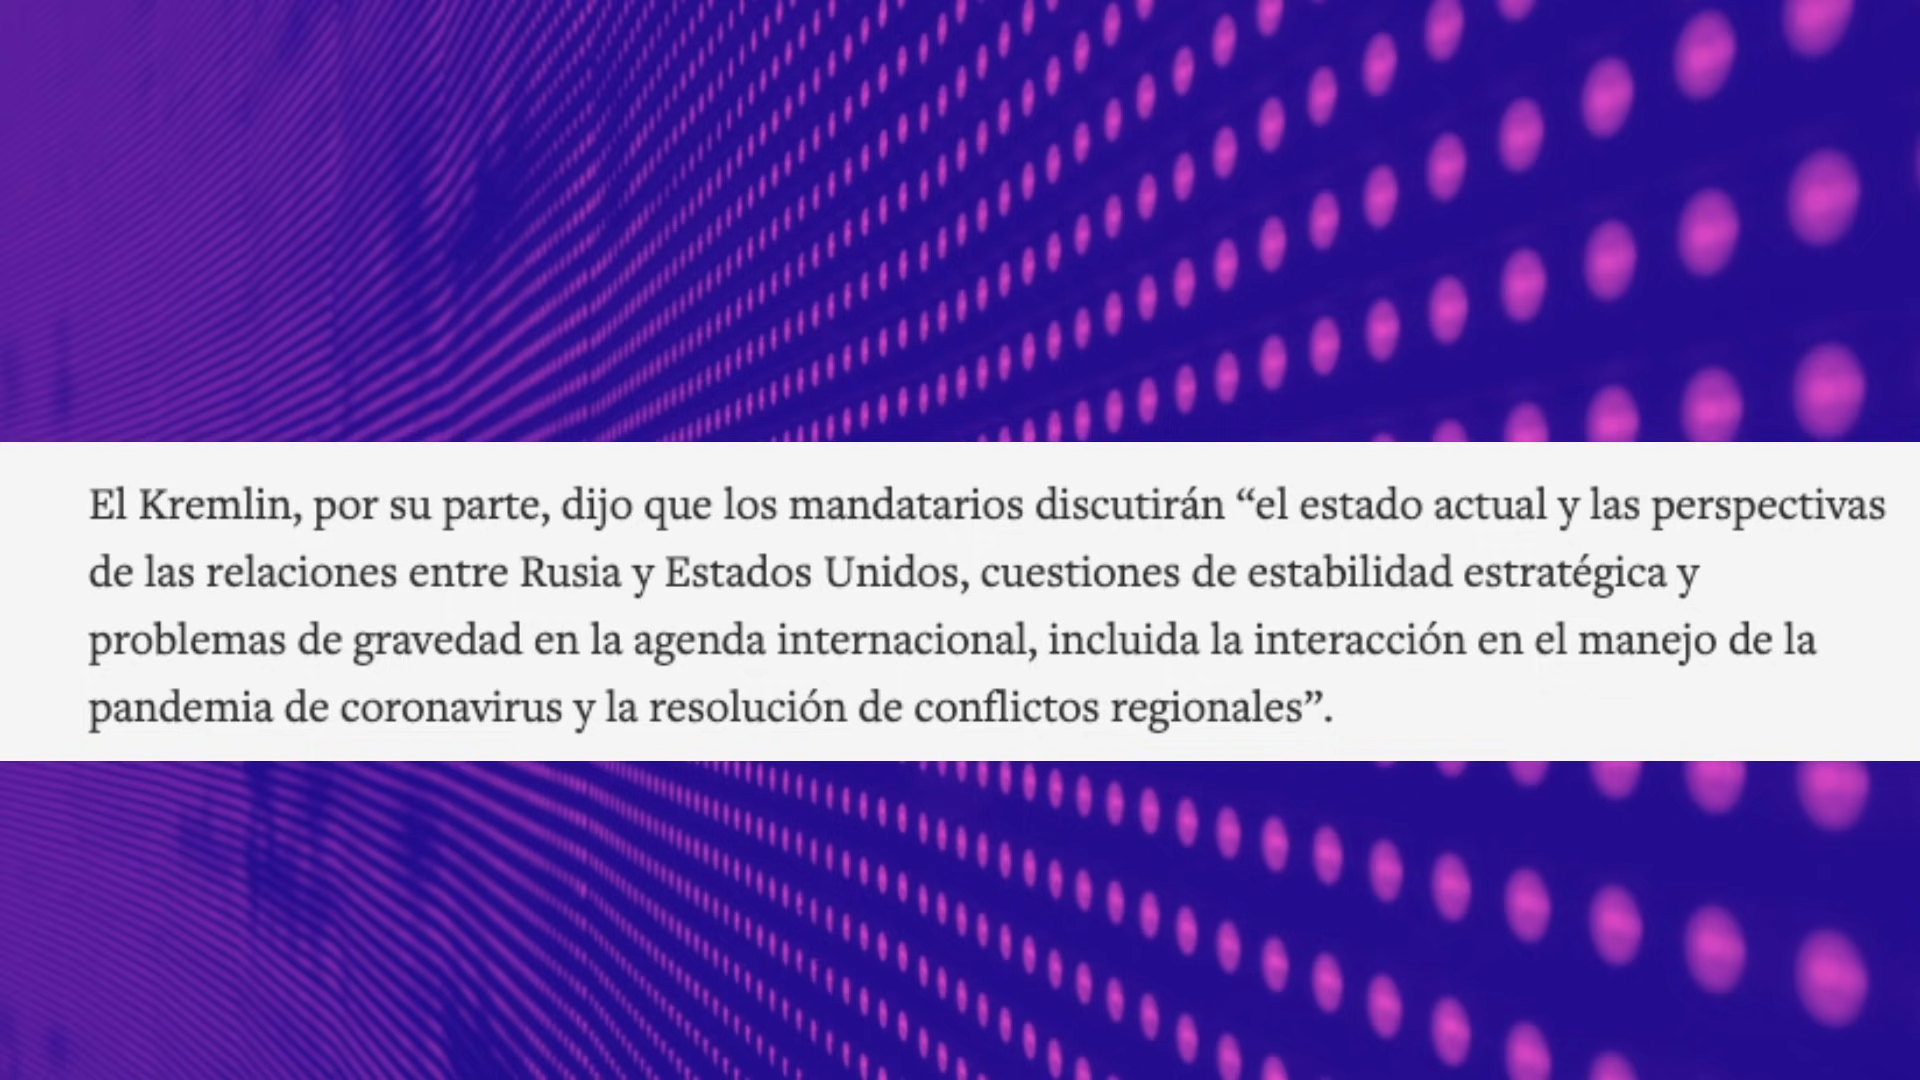 El Kremlin, por su parte, dijo que los mandatarios discutirán “el estado actual y las perspectivas
de las relaciones entre Rusia y Estados Unidos, cuestiones de estabilidad estratégica y
problemas de gravedad en la agenda internacional, incluida la interacción en el manejo de la
pandemia de coronavirus y la resolución de conflictos regionales”.